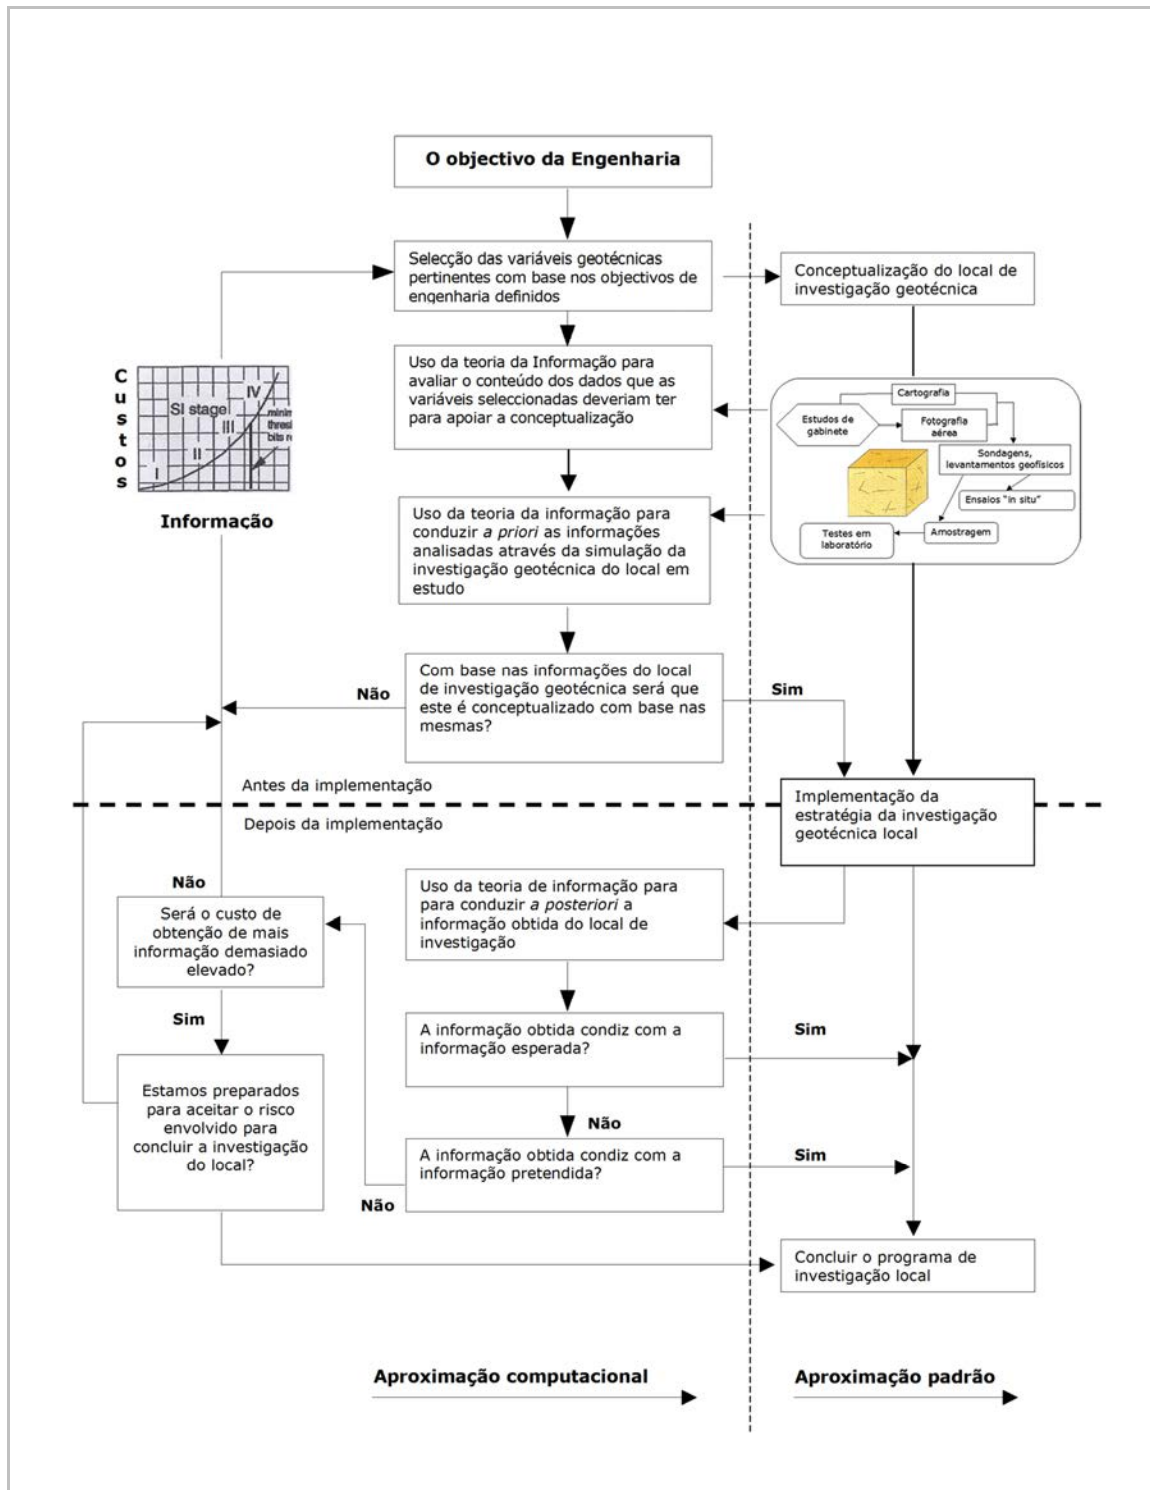 O objectivo da Engenharia
Selecção das variáveis geotécnicas
pertinentes com base nos objectivos de
engenharia definidos
Conceptualização do local de
investigação geotécnica
Uso da teoria da Informação para
avaliar o conteúdo dos dados que as
variáveis seleccionadas deveriam ter
para apoiar a conceptualização
Custos
SI stage
I
II
III
IV
bits
Informação
Cartografia
Estudos de
gabinete
Fotografia
aérea
Sondagens,
levantamentos geofísicos
Ensaios "in situ"
Amostragem
Testes em
laboratório
Uso da teoria da informação para
conduzir a priori as informações
analisadas através da simulação da
investigação geotécnica do local em
estudo
Com base nas informações do local
de investigação geotécnica será que
este é conceptualizado com base nas
mesmas?
Não
Sim
Antes da implementação
Depois da implementação
Implementação da
estratégia da investigação
geotécnica local
Uso da teoria de informação para
para conduzir a posteriori a
informação obtida do local de
investigação
Não
Será o custo de
obtenção de mais
informação demasiado
elevado?
Sim
A informação obtida condiz com a
informação esperada?
Sim
Não
Estamos preparados
para aceitar o risco
envolvido para
concluir a investigação
do local?
A informação obtida condiz com a
informação pretendida?
Sim
Não
Concluir o programa de
investigação local
Aproximação computacional
Aproximação padrão